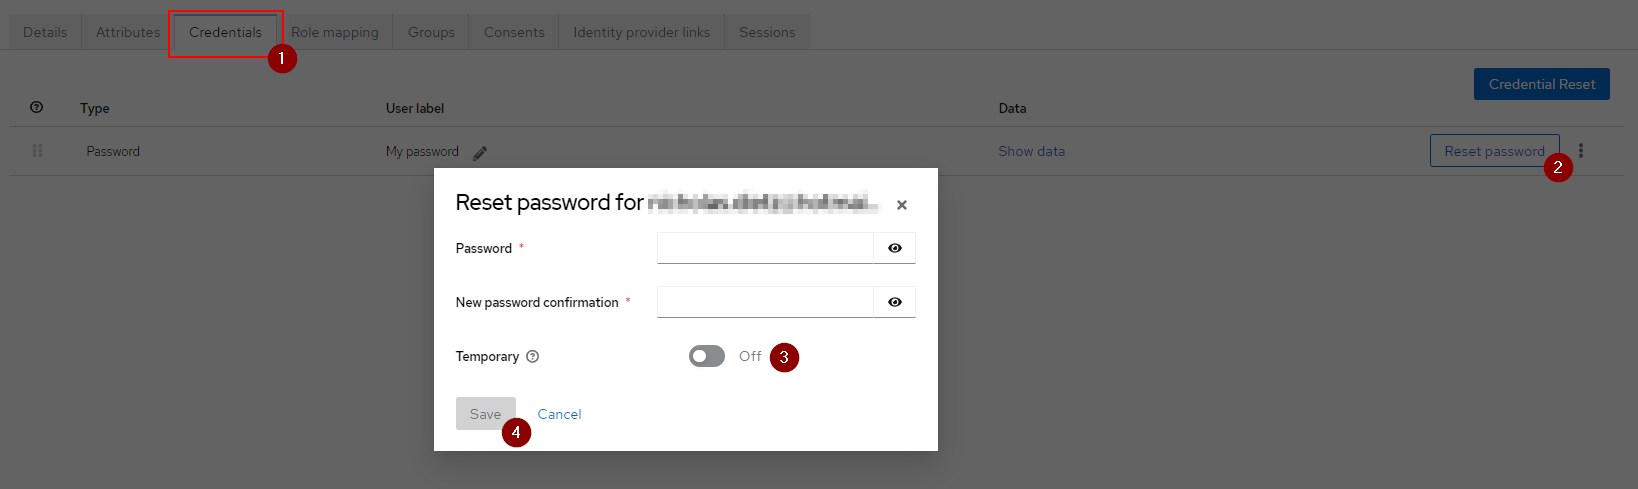 Details Attributes Credentials Role mapping Groups Consents Identity provider links Sessions
1
Credential Reset
Type User label Data
Password My password Show data Reset password
2
Reset password for
Password *
New password confirmation *
Temporary Off 3
Save Cancel
4